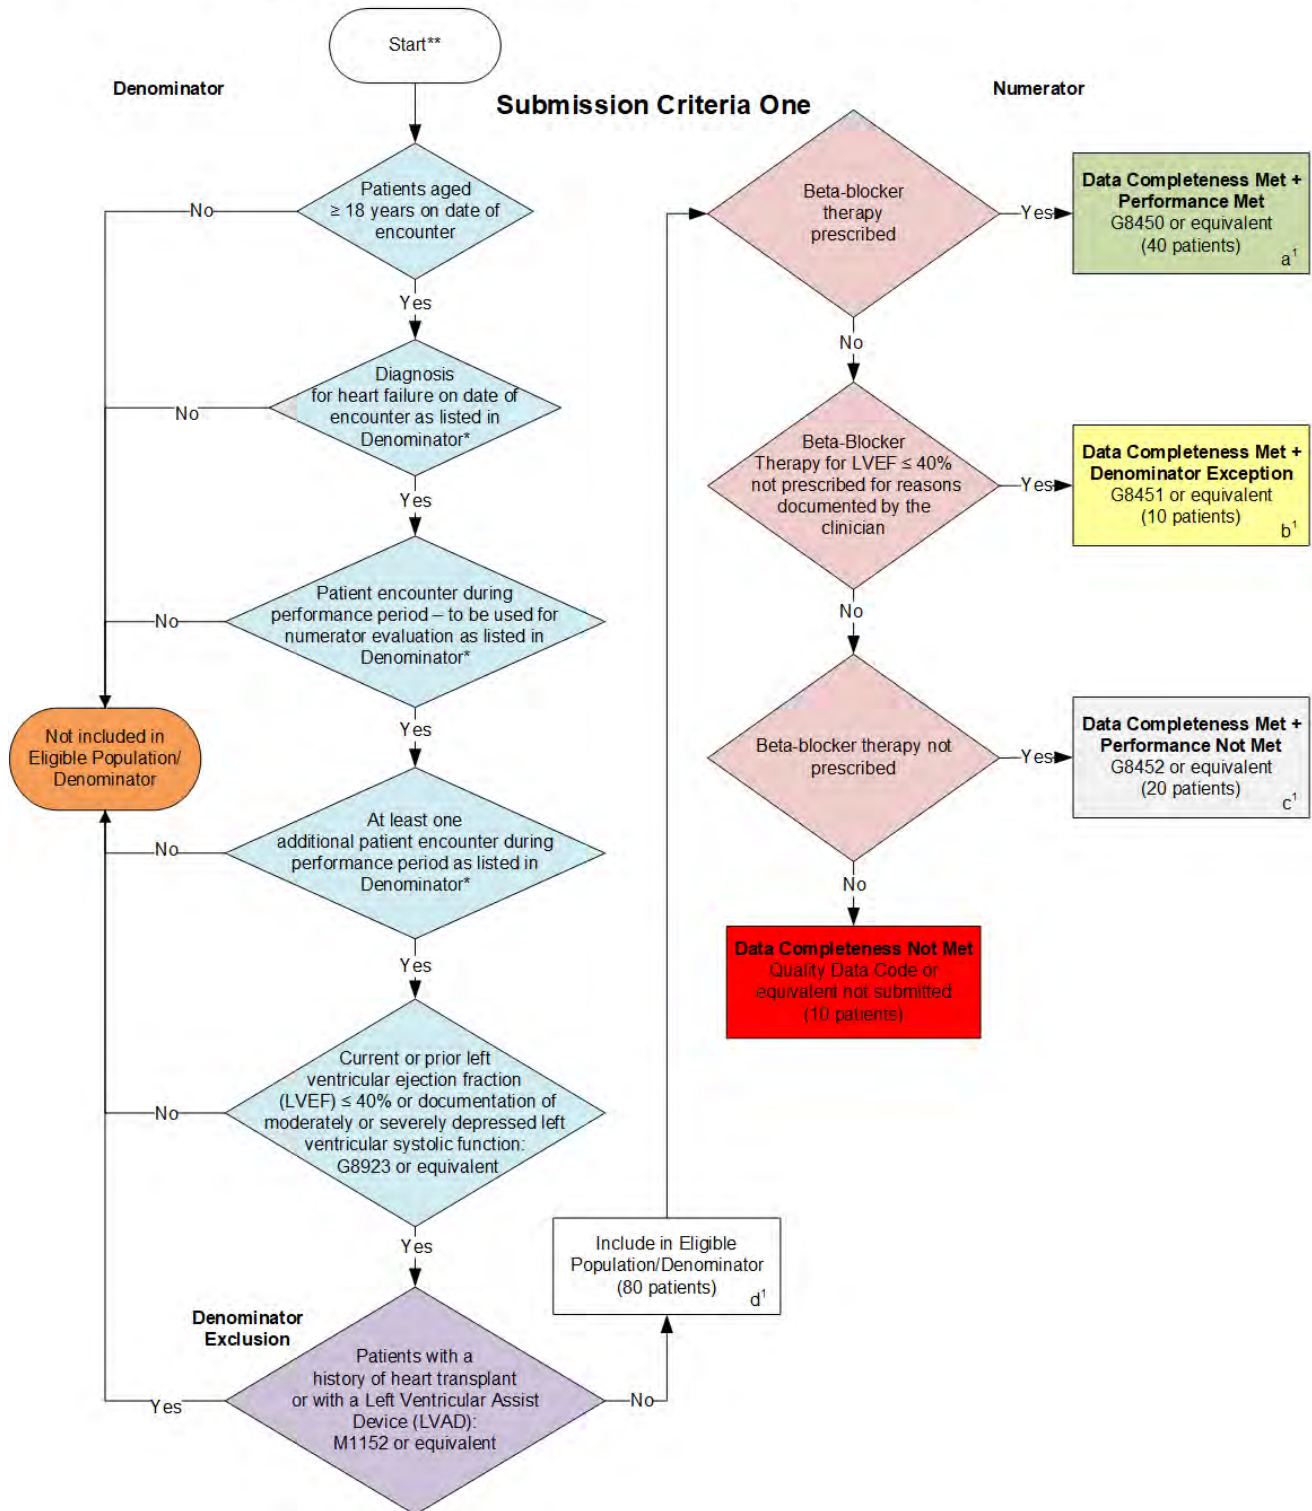 Start**
Denominator
Submission Criteria One
Numerator
Patients aged
≥ 18 years on date of
encounter
No
Yes
Diagnosis
for heart failure on date of
encounter as listed in
Denominator*
No
Yes
Patient encounter during
performance period – to be used for
numerator evaluation as listed in
Denominator*
No
Yes
Not included in
Eligible Population/
Denominator
At least one
additional patient encounter during
performance period as listed in
Denominator*
No
Yes
Current or prior left
ventricular ejection fraction
(LVEF) ≤ 40% or documentation of
moderately or severely depressed left
ventricular systolic function:
G8923 or equivalent
No
Yes
Denominator
Exclusion
Patients with a
history of heart transplant
or with a Left Ventricular Assist
Device (LVAD):
M1152 or equivalent
Yes
No
Include in Eligible
Population/Denominator
(80 patients)
d¹
Beta-blocker
therapy
prescribed
Yes
Data Completeness Met +
Performance Met
G8450 or equivalent
(40 patients)
a¹
No
Beta-Blocker
Therapy for LVEF ≤ 40%
not prescribed for reasons
documented by the
clinician
Yes
Data Completeness Met +
Denominator Exception
G8451 or equivalent
(10 patients)
b¹
No
Beta-blocker therapy not
prescribed
Yes
Data Completeness Met +
Performance Not Met
G8452 or equivalent
(20 patients)
c¹
No
Data Completeness Not Met
Quality Data Code or
equivalent not submitted
(10 patients)